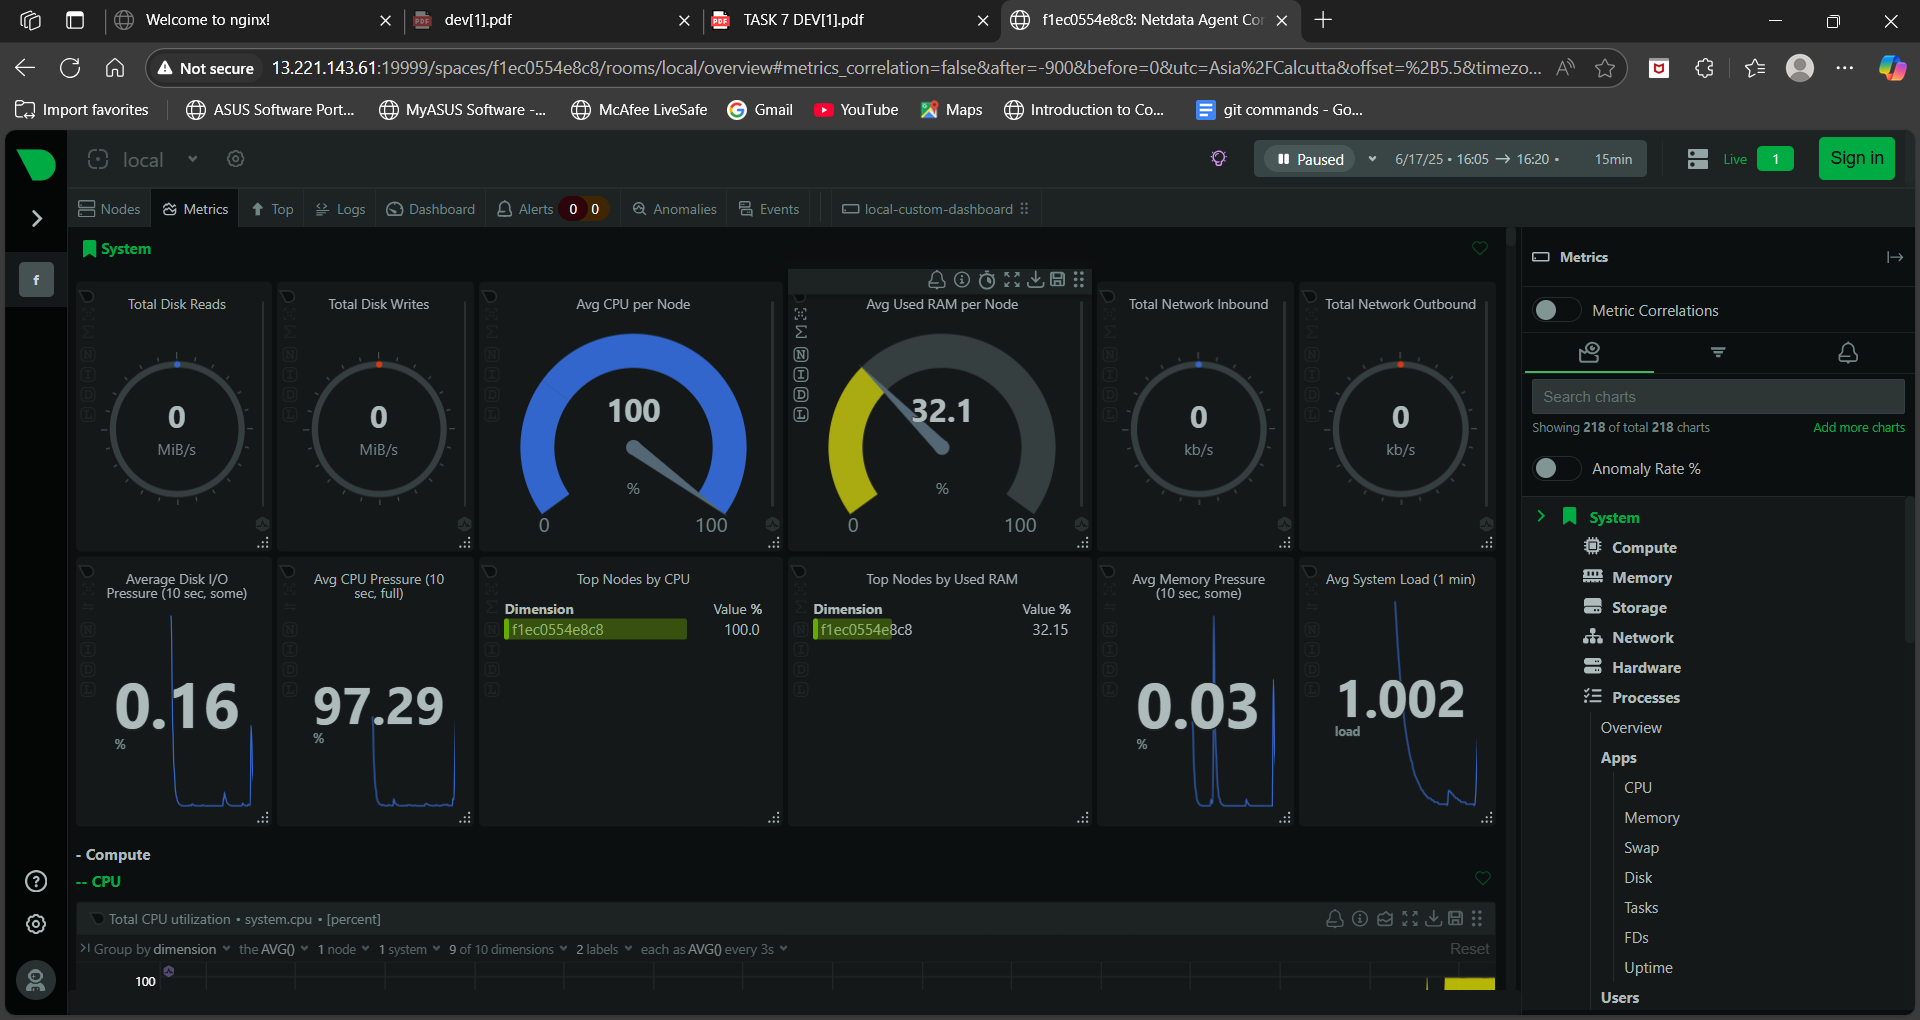 Welcome to nginx!
dev[1].pdf
TASK 7 DEV[1].pdf
f1ec0554e8c8: Netdata Agent Co
Not secure
13.221.143.61:19999/spaces/f1ec0554e8c8/rooms/local/overview#metrics_correlation=false&after=-900&before=0&utc=Asia%2FCalcutta&offset=%2B5.5&timezo...
Import favorites
ASUS Software Port...
MyASUS Software -...
McAfee LiveSafe
Gmail
YouTube
Maps
Introduction to Co...
git commands - Go...
local
Paused
6/17/25 • 16:05 → 16:20 •
15min
Live
1
Sign in
Nodes
Metrics
Top
Logs
Dashboard
Alerts
0
0
Anomalies
Events
local-custom-dashboard
f
System
Total Disk Reads
0
MiB/s
Total Disk Writes
0
MiB/s
Avg CPU per Node
100
%
0
100
Avg Used RAM per Node
32.1
%
0
100
Total Network Inbound
0
kb/s
Total Network Outbound
0
kb/s
Average Disk I/O
Pressure (10 sec, some)
0.16
%
Avg CPU Pressure (10
sec, full)
97.29
%
Top Nodes by CPU
Dimension
Value %
f1ec0554e8c8
100.0
Top Nodes by Used RAM
Dimension
Value %
f1ec0554e8c8
32.15
Avg Memory Pressure
(10 sec, some)
0.03
%
Avg System Load (1 min)
1.002
load
- Compute
-- CPU
Total CPU utilization • system.cpu • [percent]
Group by dimension
the AVG()
1 node
1 system
9 of 10 dimensions
2 labels
each as AVG() every 3s
Reset
100
Metrics
Metric Correlations
Search charts
Showing 218 of total 218 charts
Add more charts
Anomaly Rate %
System
Compute
Memory
Storage
Network
Hardware
Processes
Overview
Apps
CPU
Memory
Swap
Disk
Tasks
FDs
Uptime
Users